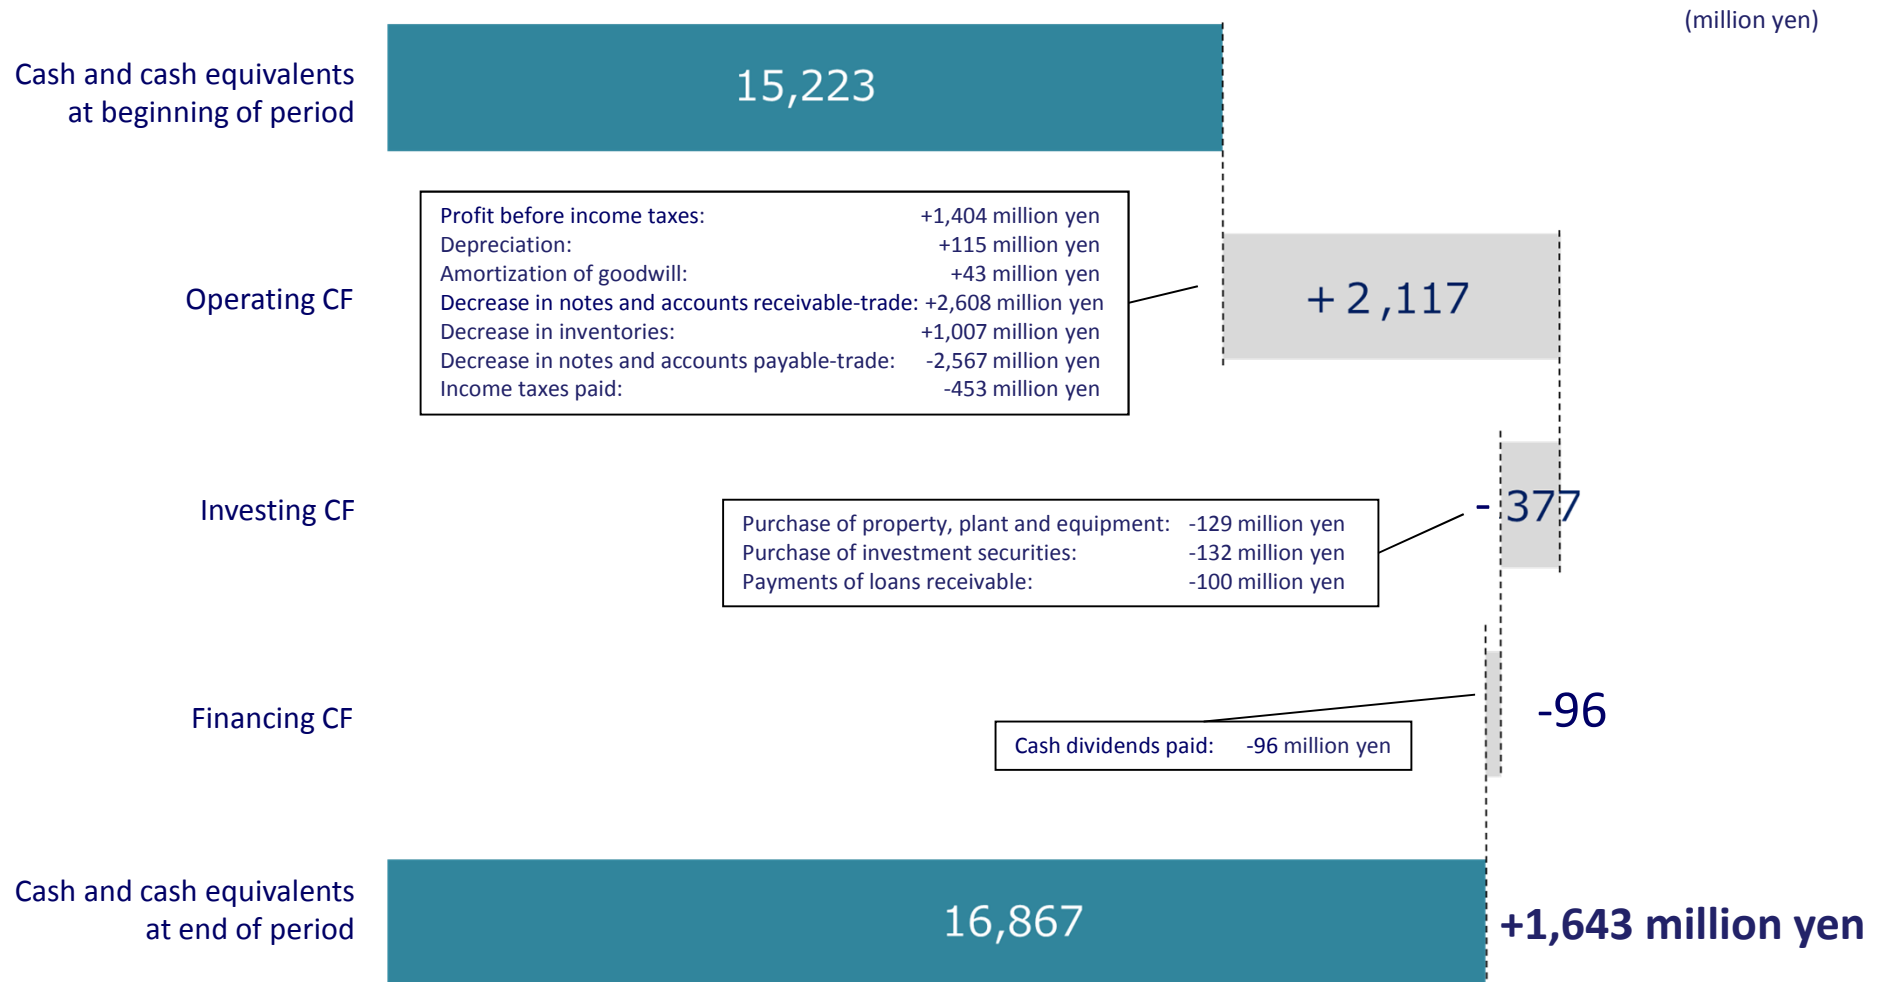 (million yen)
Cash and cash equivalents
at beginning of period
15,223
Operating CF
Profit before income taxes: +1,404 million yen
Depreciation: +115 million yen
Amortization of goodwill: +43 million yen
Decrease in notes and accounts receivable-trade: +2,608 million yen
Decrease in inventories: +1,007 million yen
Decrease in notes and accounts payable-trade: -2,567 million yen
Income taxes paid: -453 million yen
+2,117
Investing CF
Purchase of property, plant and equipment: -129 million yen
Purchase of investment securities: -132 million yen
Payments of loans receivable: -100 million yen
- 377
Financing CF
Cash dividends paid: -96 million yen
-96
Cash and cash equivalents
at end of period
16,867
+1,643 million yen